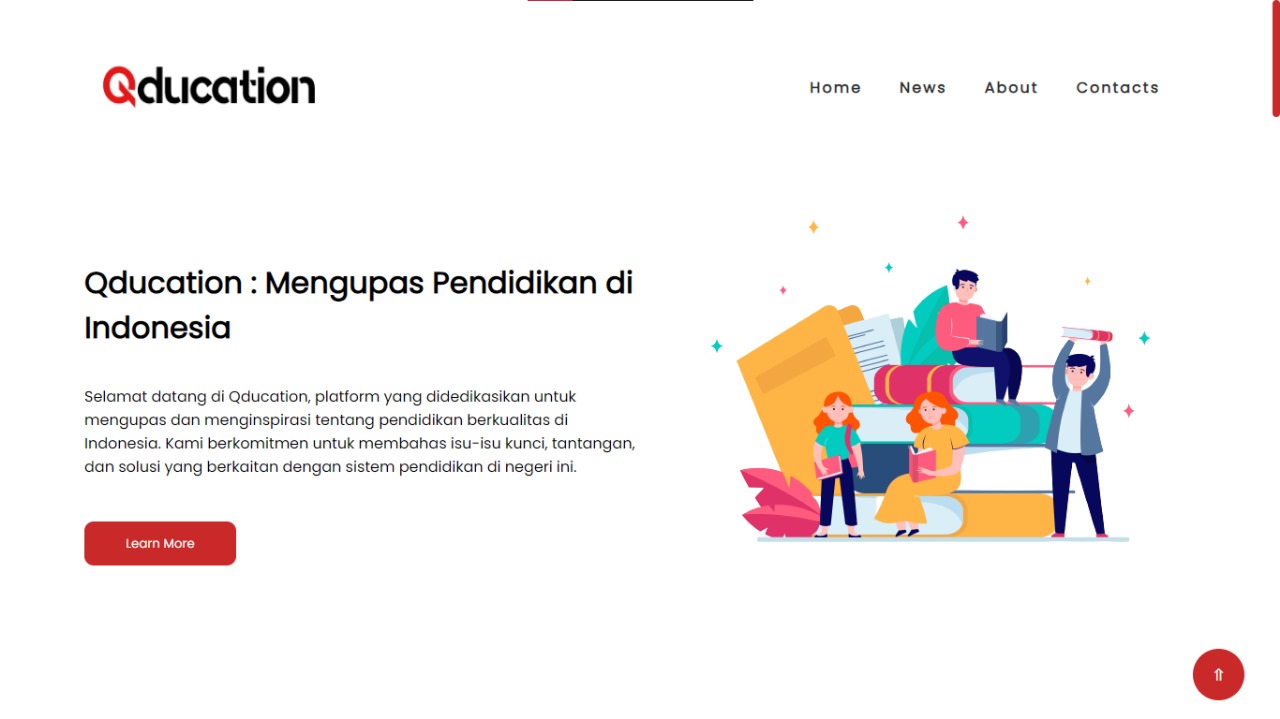 Qducation
Home News About Contacts
Qducation : Mengupas Pendidikan di
Indonesia
Selamat datang di Qducation, platform yang didedikasikan untuk
mengupas dan menginspirasi tentang pendidikan berkualitas di
Indonesia. Kami berkomitmen untuk membahas isu-isu kunci, tantangan,
dan solusi yang berkaitan dengan sistem pendidikan di negeri ini.
Learn More
⇑